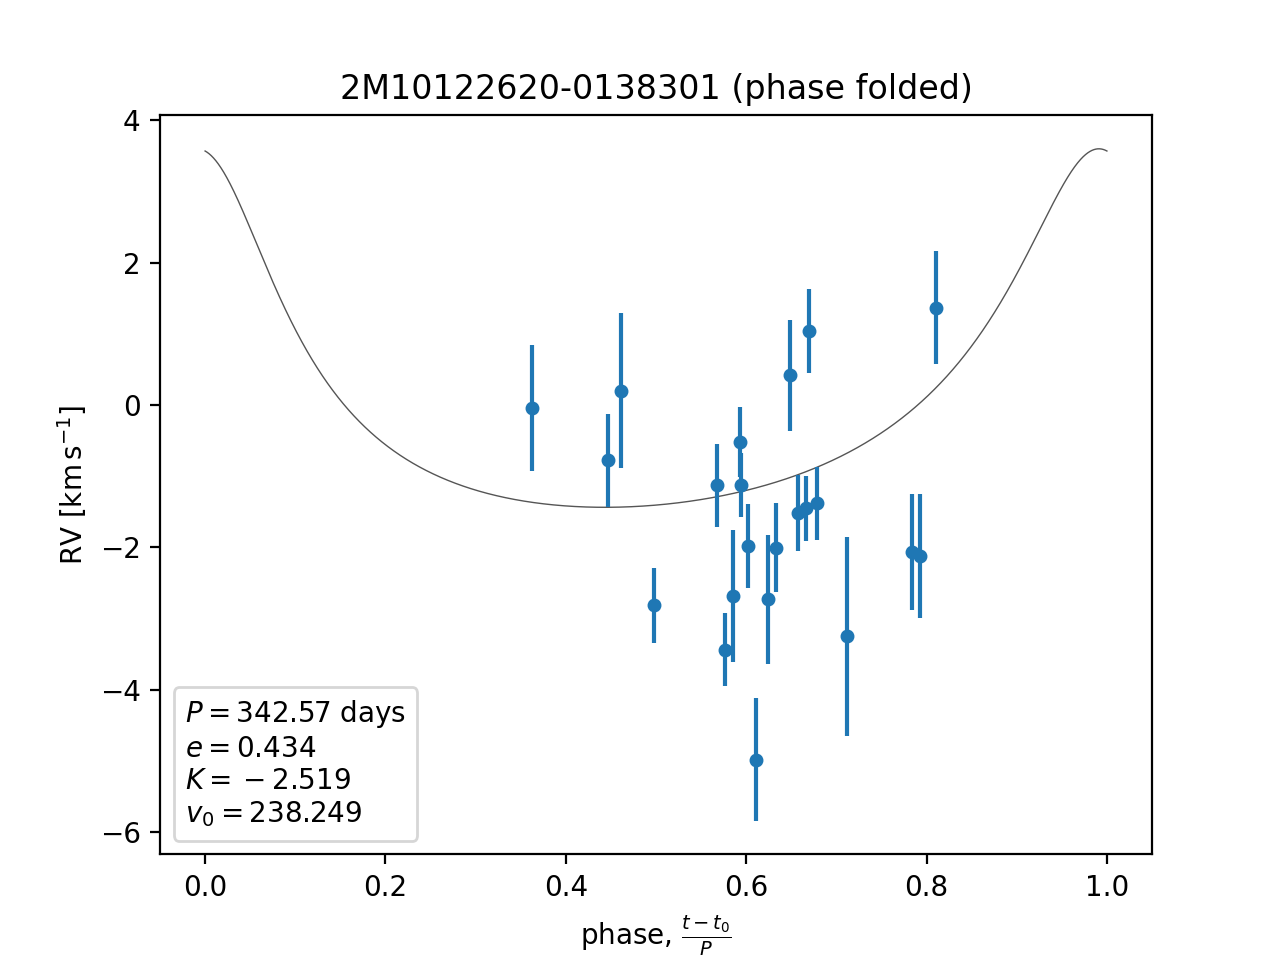 2M10122620-0138301 (phase folded)
4
2
0
−2
−4
−6
RV [km s⁻¹]
P = 342.57 days
e = 0.434
K = − 2.519
v₀ = 238.249
0.0 0.2 0.4 0.6 0.8 1.0
phase, (t − t₀)/P